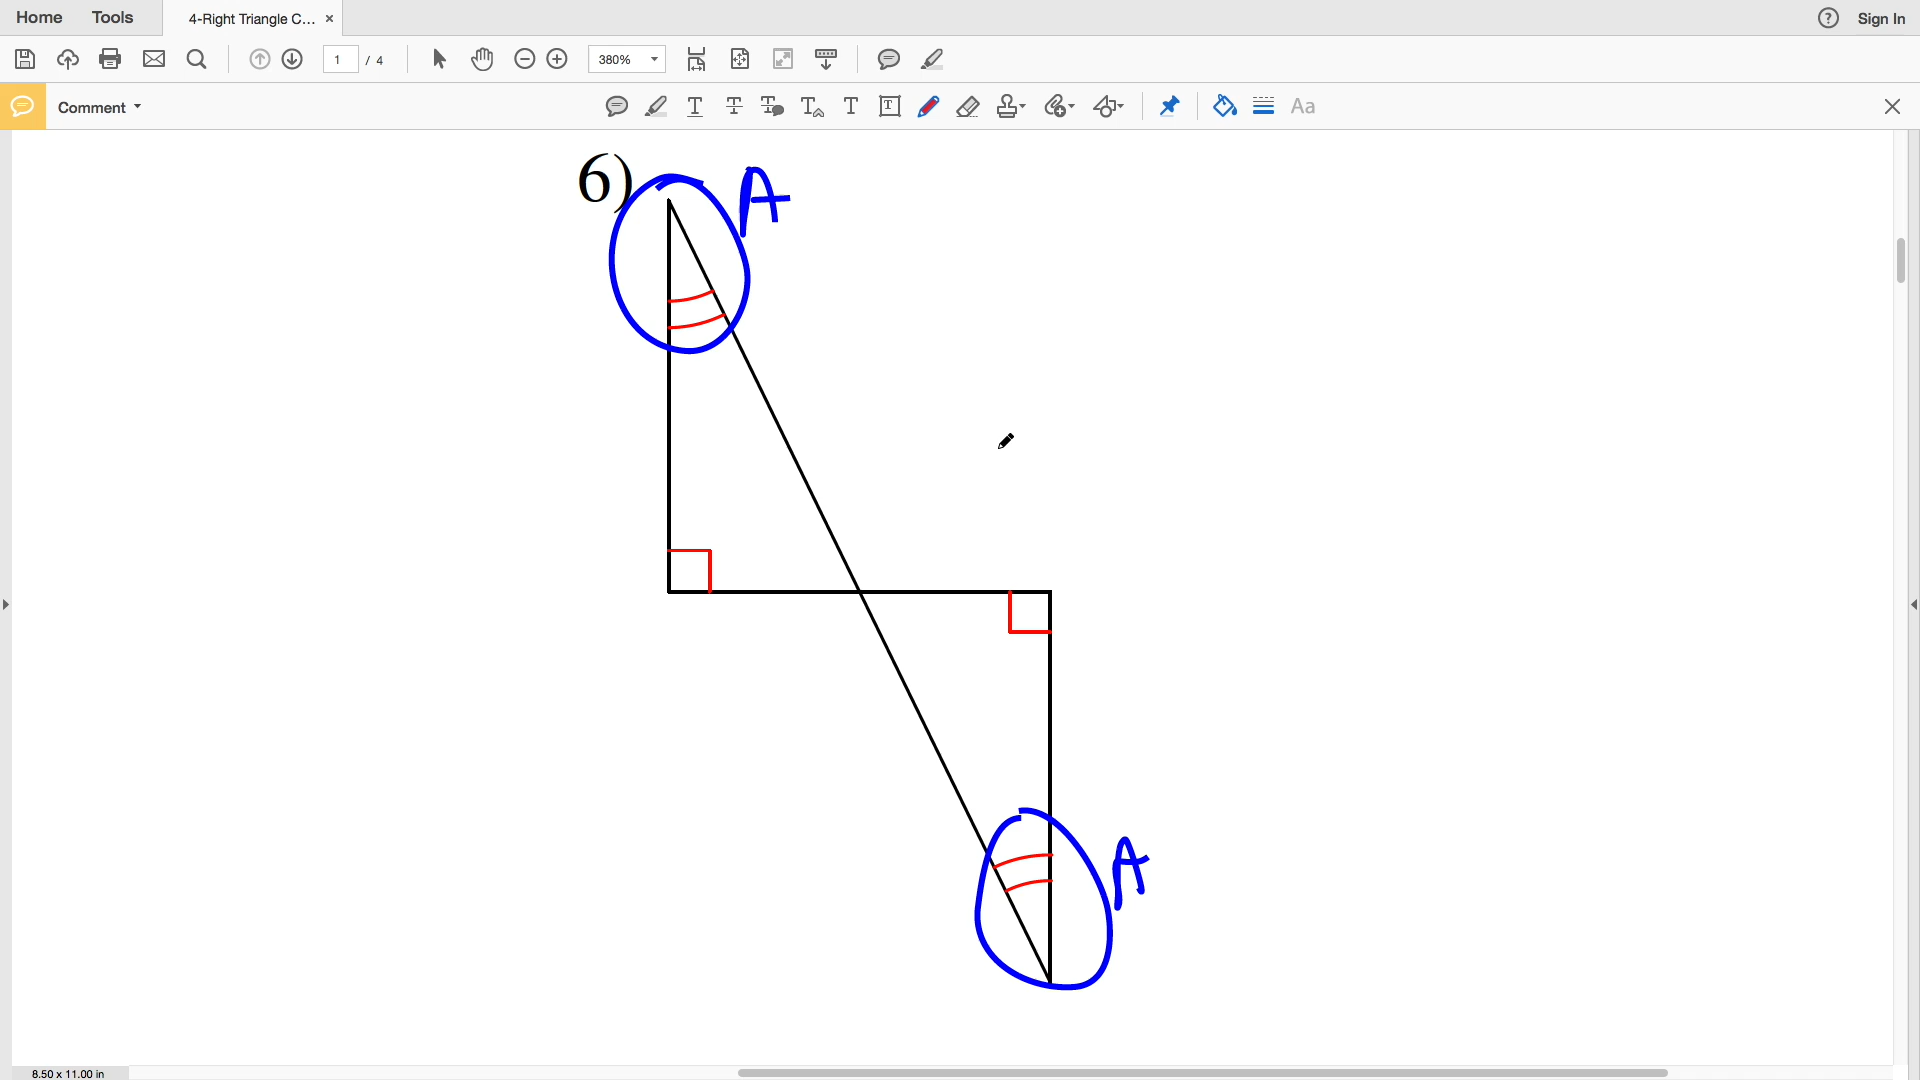 Home Tools 4-Right Triangle C... × ? Sign In
1 / 4 380%
Comment T T T T T T Aa
6) A
A
8.50 x 11.00 in